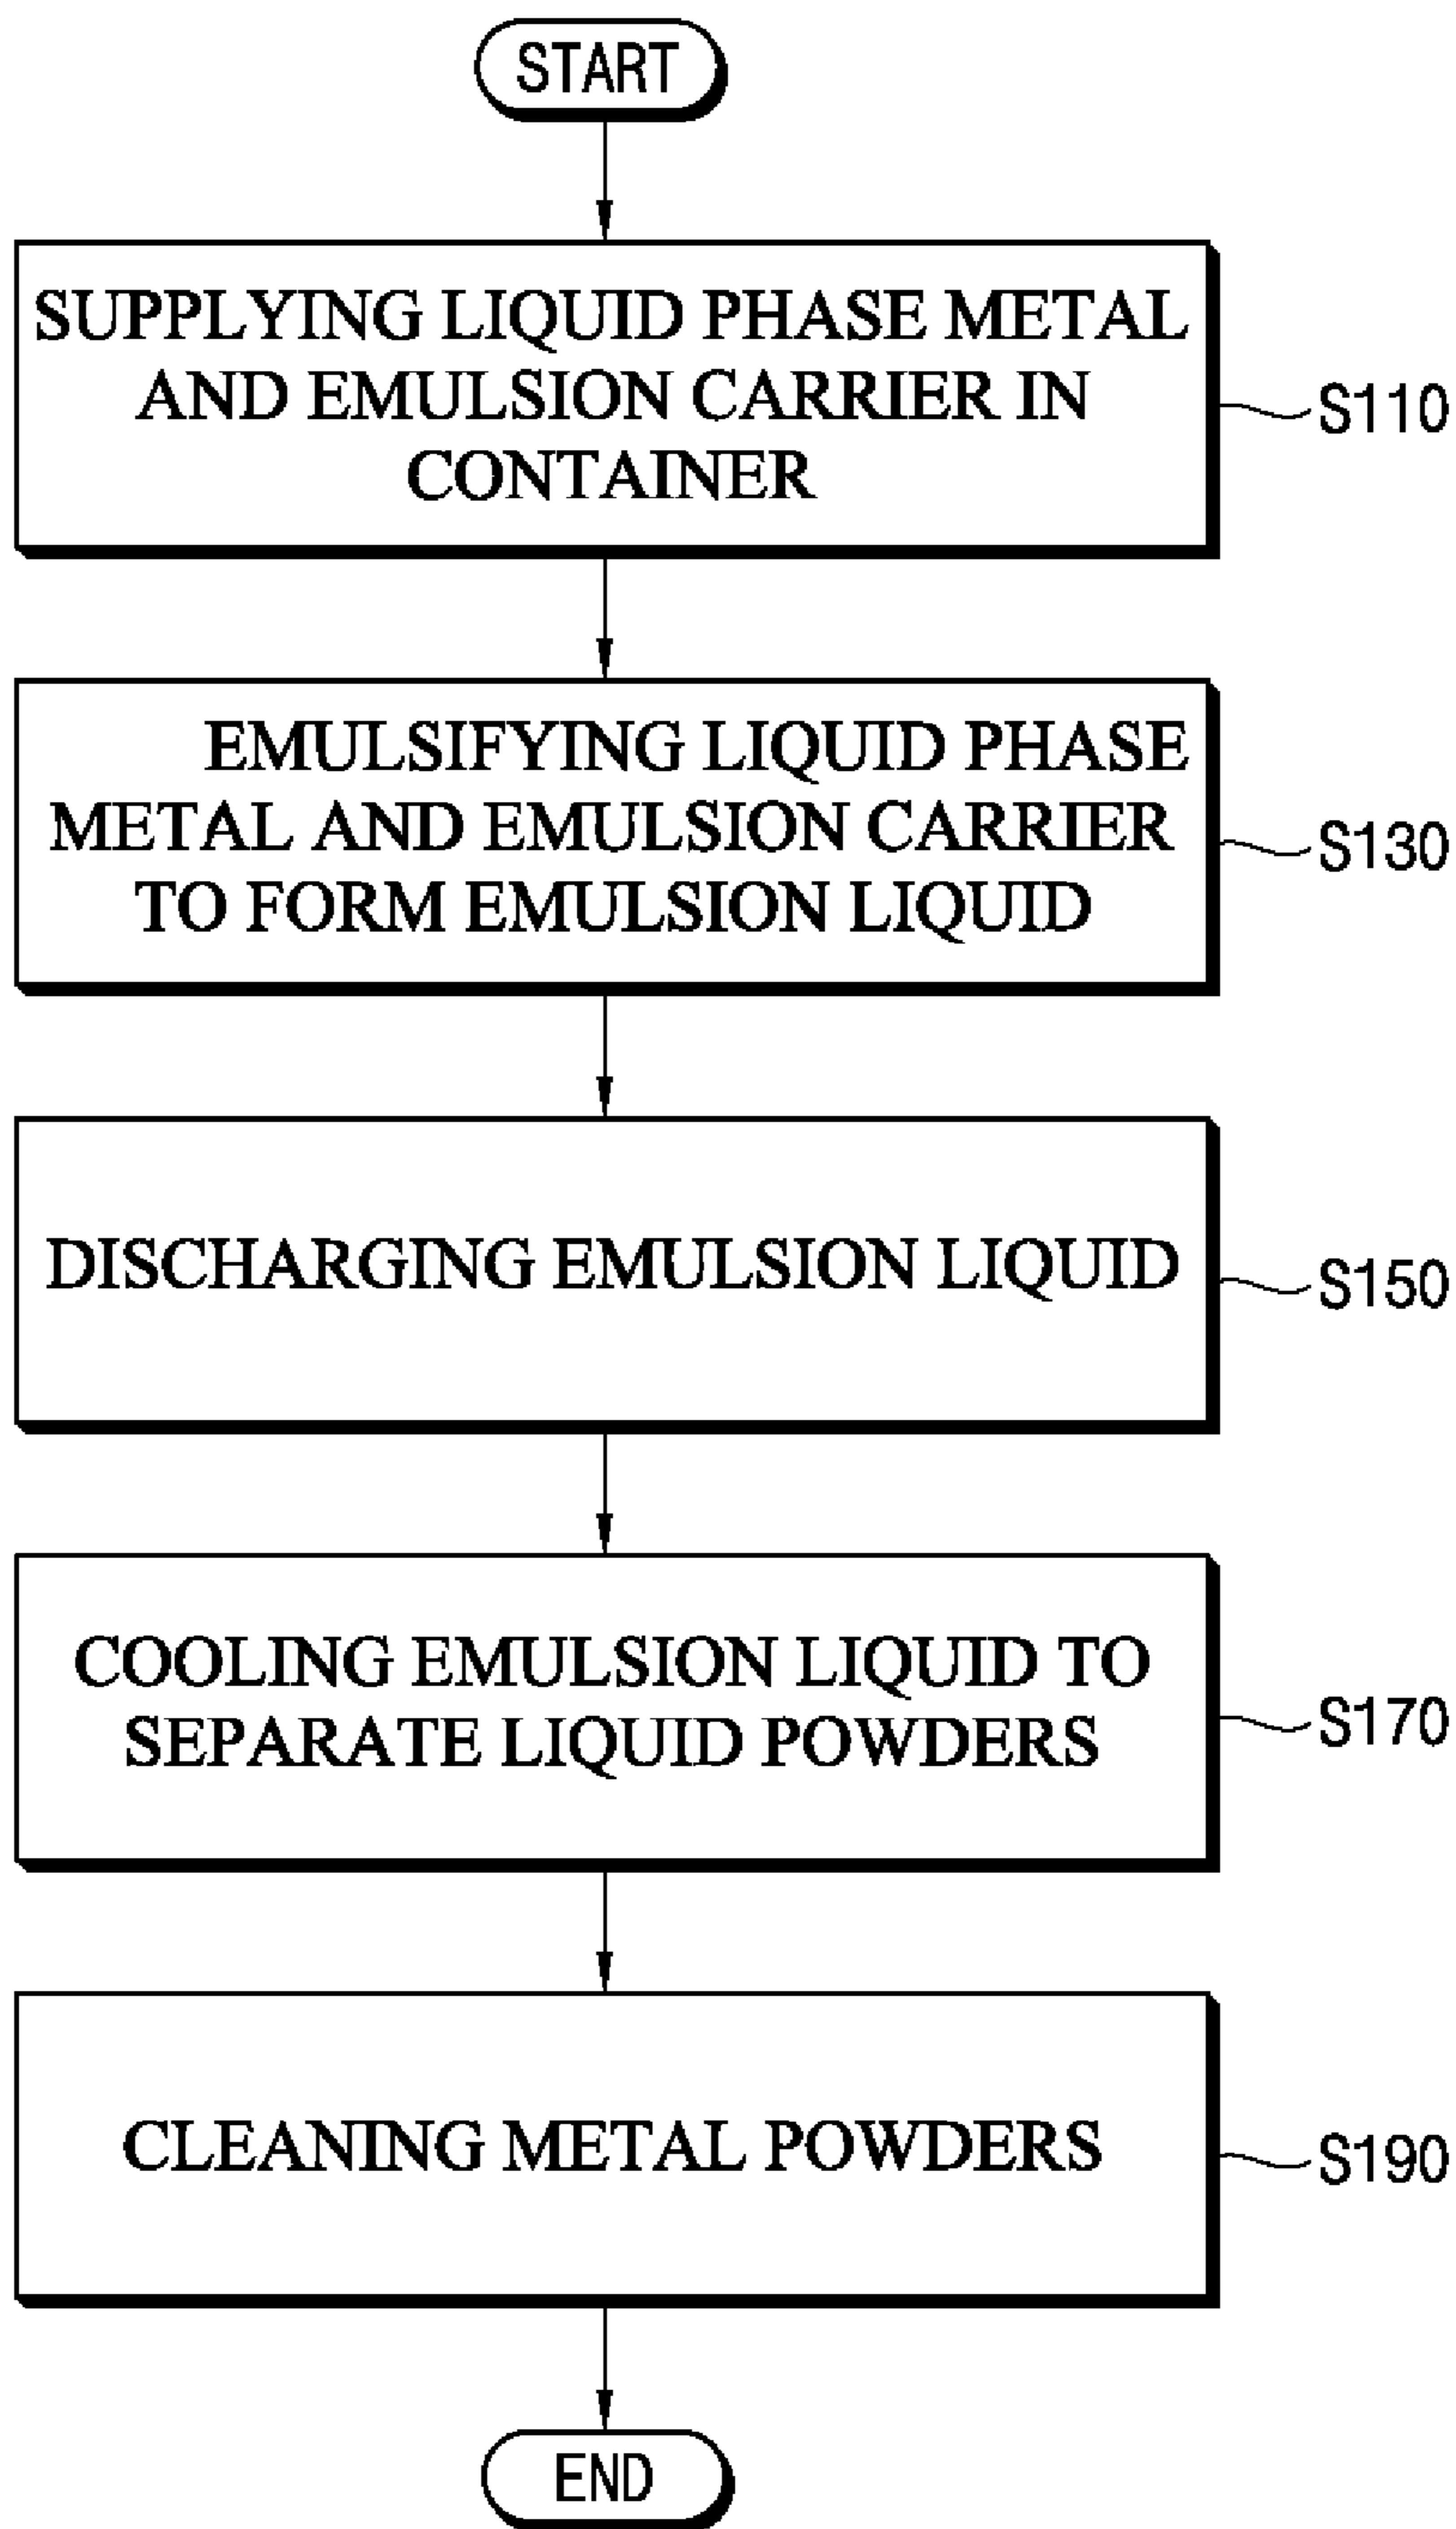 START
SUPPLYING LIQUID PHASE METAL
AND EMULSION CARRIER IN
CONTAINER
S110
EMULSIFYING LIQUID PHASE
METAL AND EMULSION CARRIER
TO FORM EMULSION LIQUID
S130
DISCHARGING EMULSION LIQUID
S150
COOLING EMULSION LIQUID TO
SEPARATE LIQUID POWDERS
S170
CLEANING METAL POWDERS
S190
END